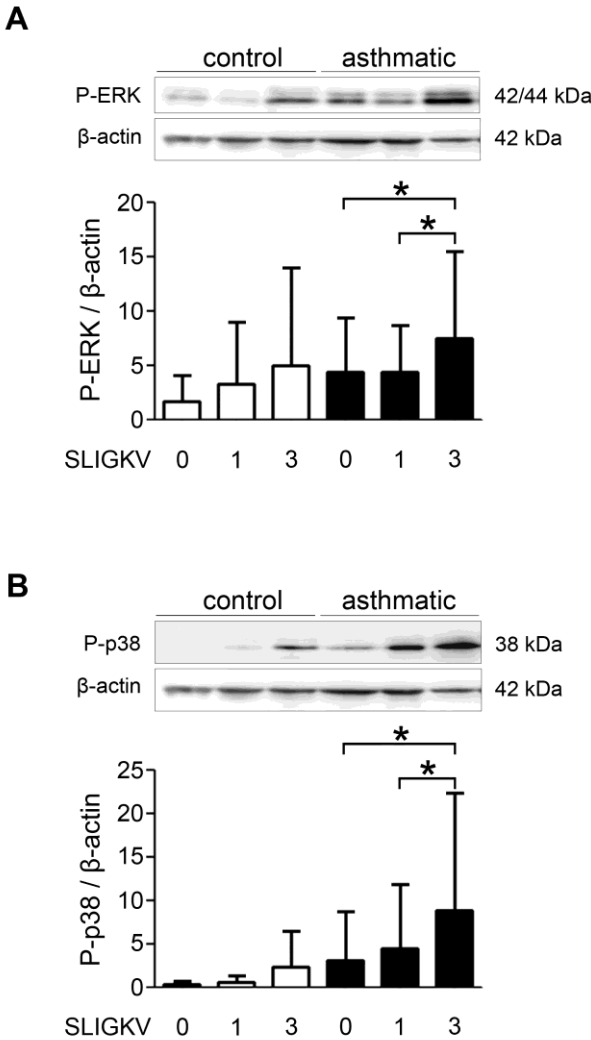 A
control asthmatic
P-ERK 42/44 kDa
β-actin 42 kDa
* 
*
20
15
10
5
0
P-ERK / β-actin
SLIGKV 0 1 3 0 1 3
B
control asthmatic
P-p38 38 kDa
β-actin 42 kDa
*
*
25
20
15
10
5
0
P-p38 / β-actin
SLIGKV 0 1 3 0 1 3